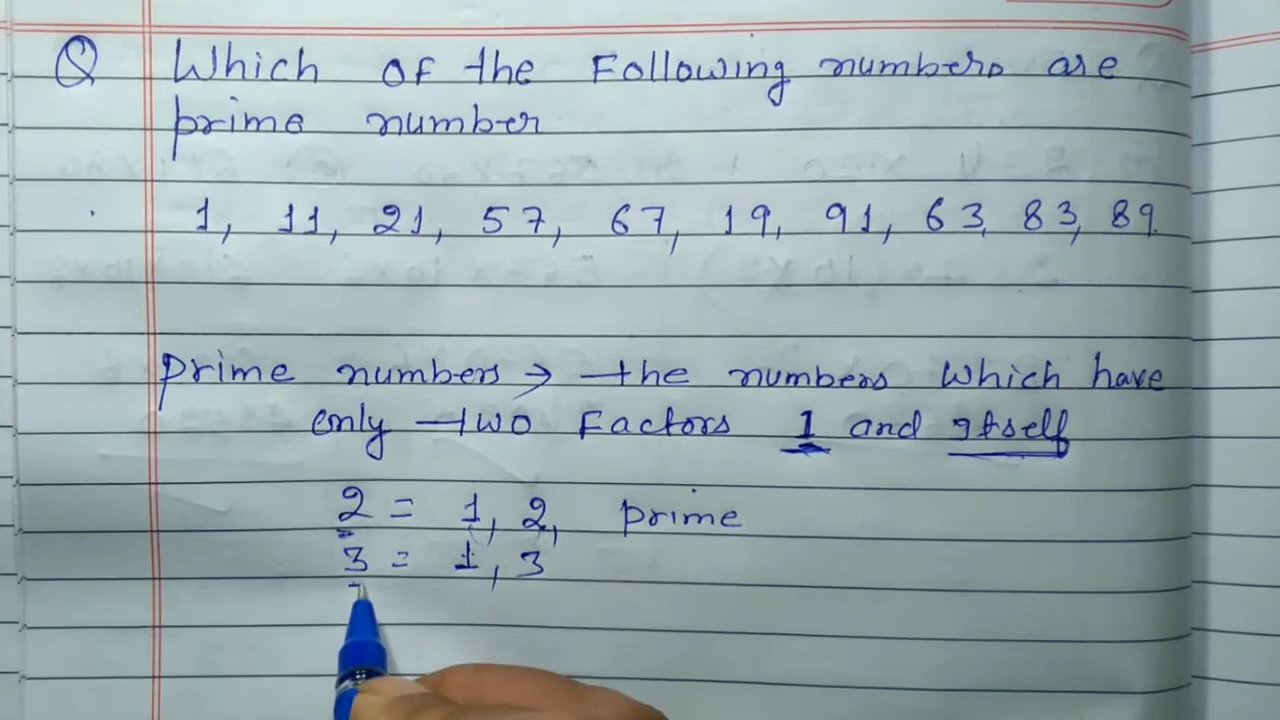 Q Which of the Following numbers are
prime number
1, 11, 21, 57, 67, 19, 91, 63, 83, 89.
prime numbers → the numbers which have
only two Factors 1 and itself
2 = 1, 2, prime
3 = 1, 3